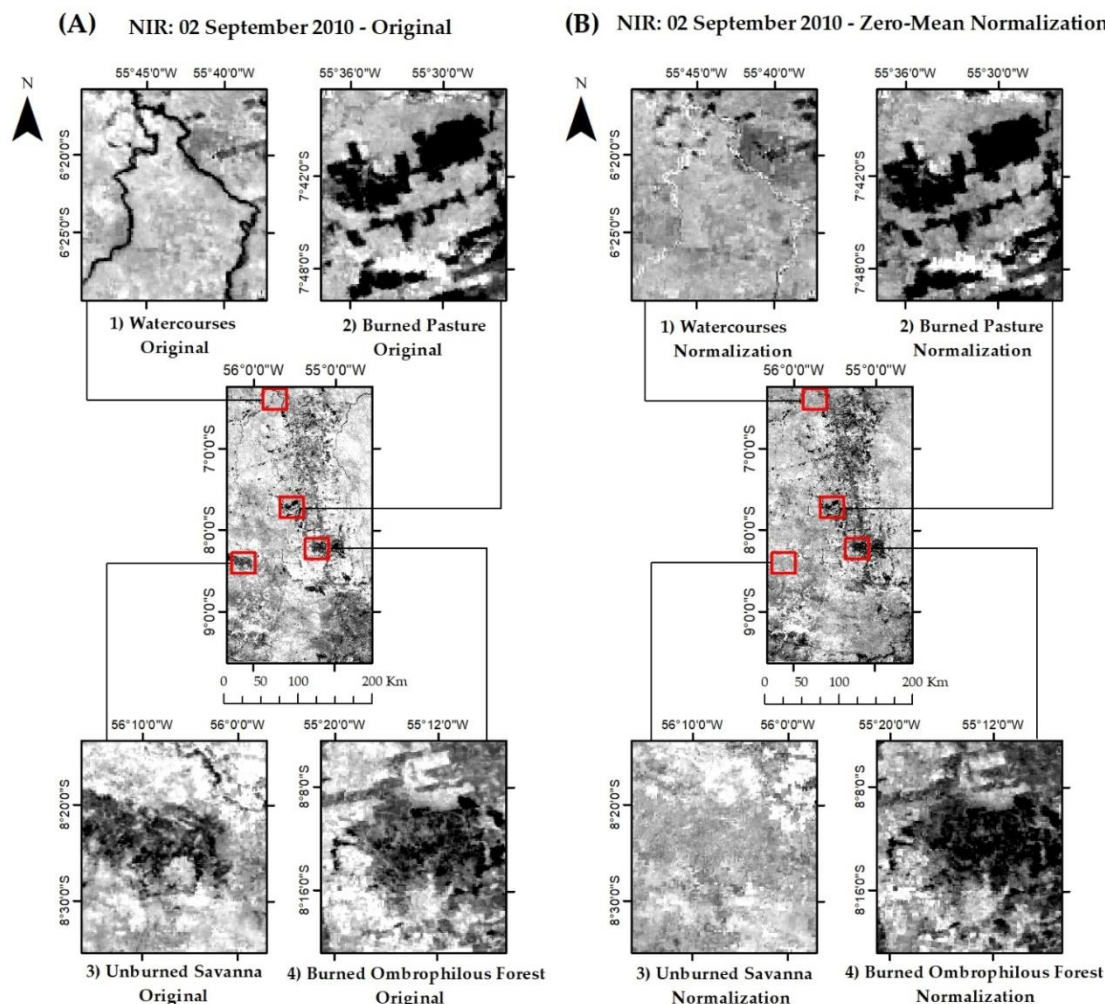 (A) NIR: 02 September 2010 - Original
N
55°45'0"W 55°40'0"W
55°36'0"W 55°30'0"W
6°20'0"S
6°25'0"S
7°42'0"S
7°48'0"S
1) Watercourses
Original
2) Burned Pasture
Original
56°0'0"W 55°0'0"W
7°0'0"S
8°0'0"S
9°0'0"S
0 50 100 200 Km
56°10'0"W 56°0'0"W
55°20'0"W 55°12'0"W
8°20'0"S
8°30'0"S
8°8'0"S
8°16'0"S
3) Unburned Savanna
Original
4) Burned Ombrophilous Forest
Original
(B) NIR: 02 September 2010 - Zero-Mean Normalization
N
55°45'0"W 55°40'0"W
55°36'0"W 55°30'0"W
6°20'0"S
6°25'0"S
7°42'0"S
7°48'0"S
1) Watercourses
Normalization
2) Burned Pasture
Normalization
56°0'0"W 55°0'0"W
7°0'0"S
8°0'0"S
9°0'0"S
0 50 100 200 Km
56°10'0"W 56°0'0"W
55°20'0"W 55°12'0"W
8°20'0"S
8°30'0"S
8°8'0"S
8°16'0"S
3) Unburned Savanna
Normalization
4) Burned Ombrophilous Forest
Normalization